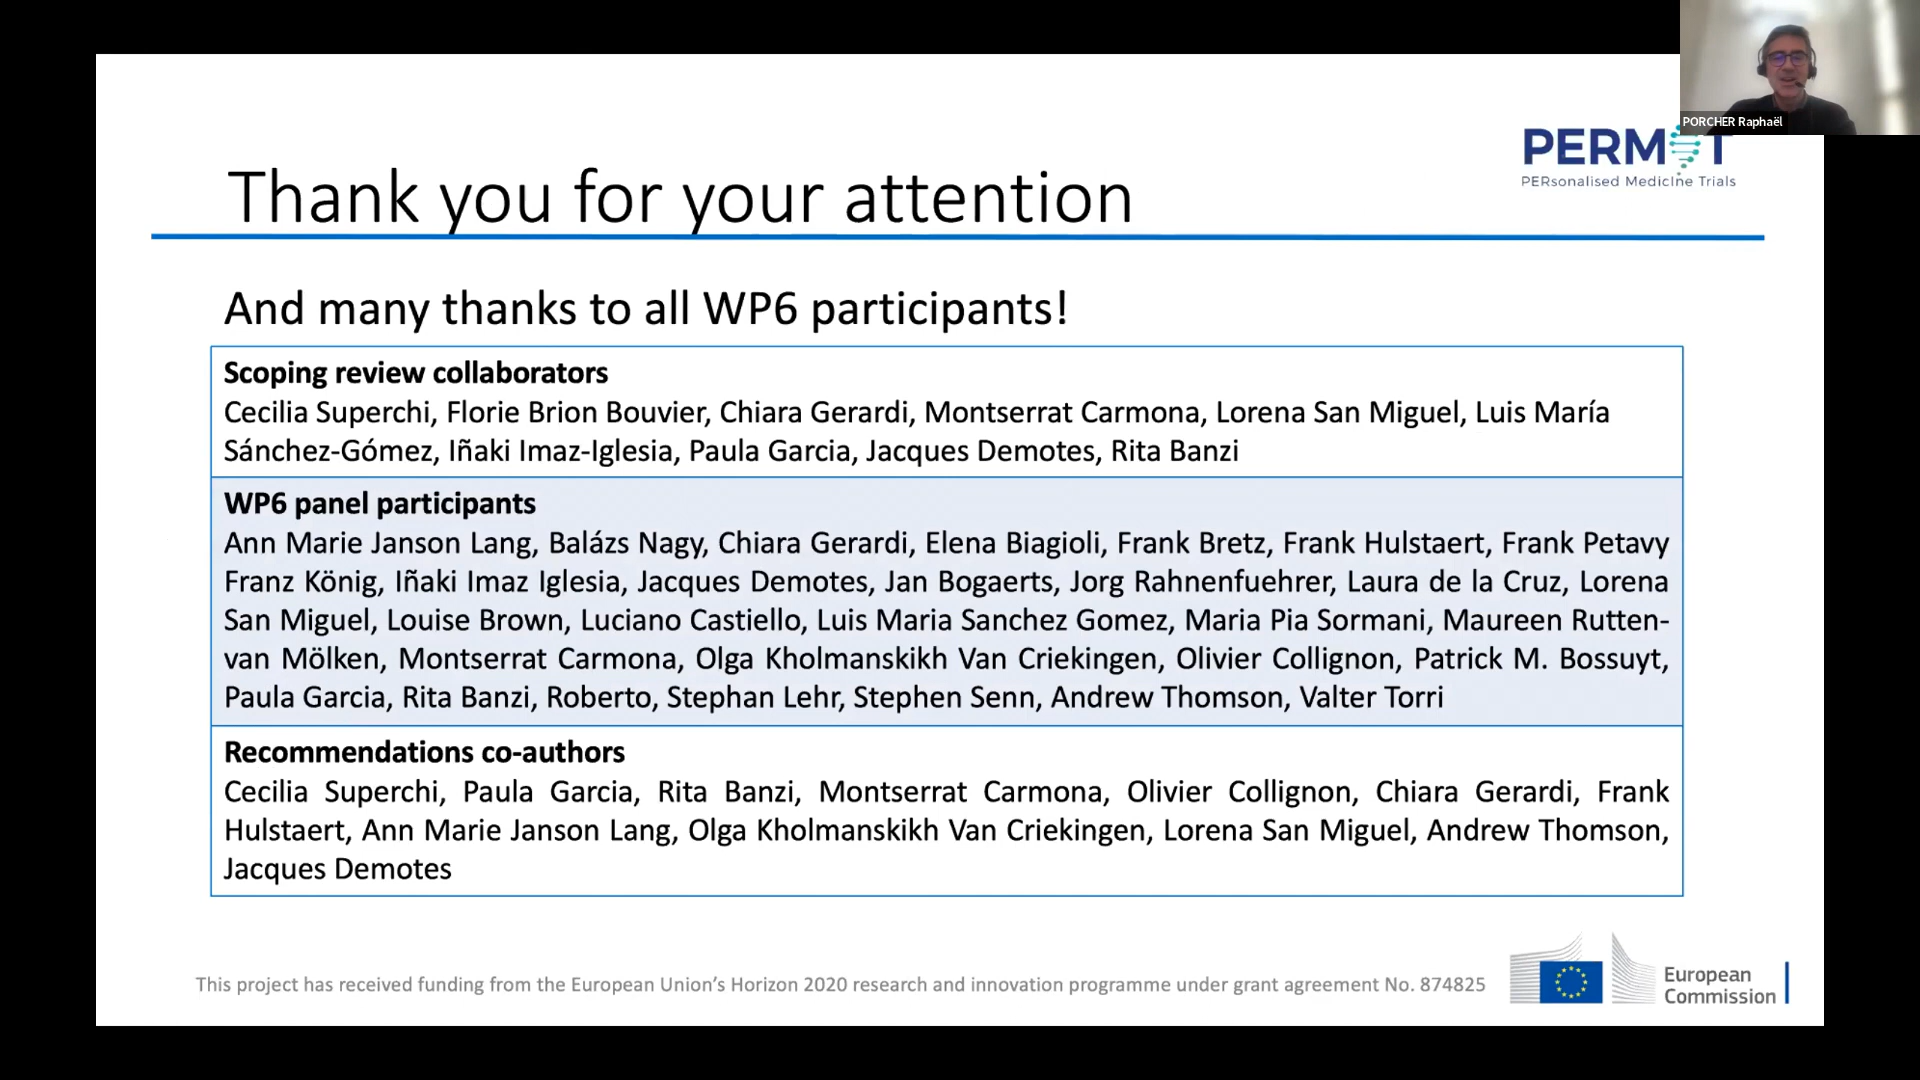 PORCHER Raphaël
PERMIT
PERsonalised MedicIne Trials
Thank you for your attention
And many thanks to all WP6 participants!
Scoping review collaborators
Cecilia Superchi, Florie Brion Bouvier, Chiara Gerardi, Montserrat Carmona, Lorena San Miguel, Luis María
Sánchez-Gómez, Iñaki Imaz-Iglesia, Paula Garcia, Jacques Demotes, Rita Banzi
WP6 panel participants
Ann Marie Janson Lang, Balázs Nagy, Chiara Gerardi, Elena Biagioli, Frank Bretz, Frank Hulstaert, Frank Petavy
Franz König, Iñaki Imaz Iglesia, Jacques Demotes, Jan Bogaerts, Jorg Rahnenfuehrer, Laura de la Cruz, Lorena
San Miguel, Louise Brown, Luciano Castiello, Luis Maria Sanchez Gomez, Maria Pia Sormani, Maureen Rutten-
van Mölken, Montserrat Carmona, Olga Kholmanskikh Van Criekingen, Olivier Collignon, Patrick M. Bossuyt,
Paula Garcia, Rita Banzi, Roberto, Stephan Lehr, Stephen Senn, Andrew Thomson, Valter Torri
Recommendations co-authors
Cecilia Superchi, Paula Garcia, Rita Banzi, Montserrat Carmona, Olivier Collignon, Chiara Gerardi, Frank
Hulstaert, Ann Marie Janson Lang, Olga Kholmanskikh Van Criekingen, Lorena San Miguel, Andrew Thomson,
Jacques Demotes
This project has received funding from the European Union's Horizon 2020 research and innovation programme under grant agreement No. 874825
European
Commission